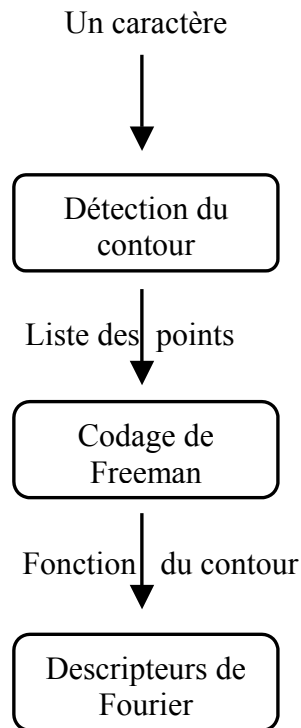 Un caractère
Détection du
contour
Liste des points
Codage de
Freeman
Fonction du contour
Descripteurs de
Fourier